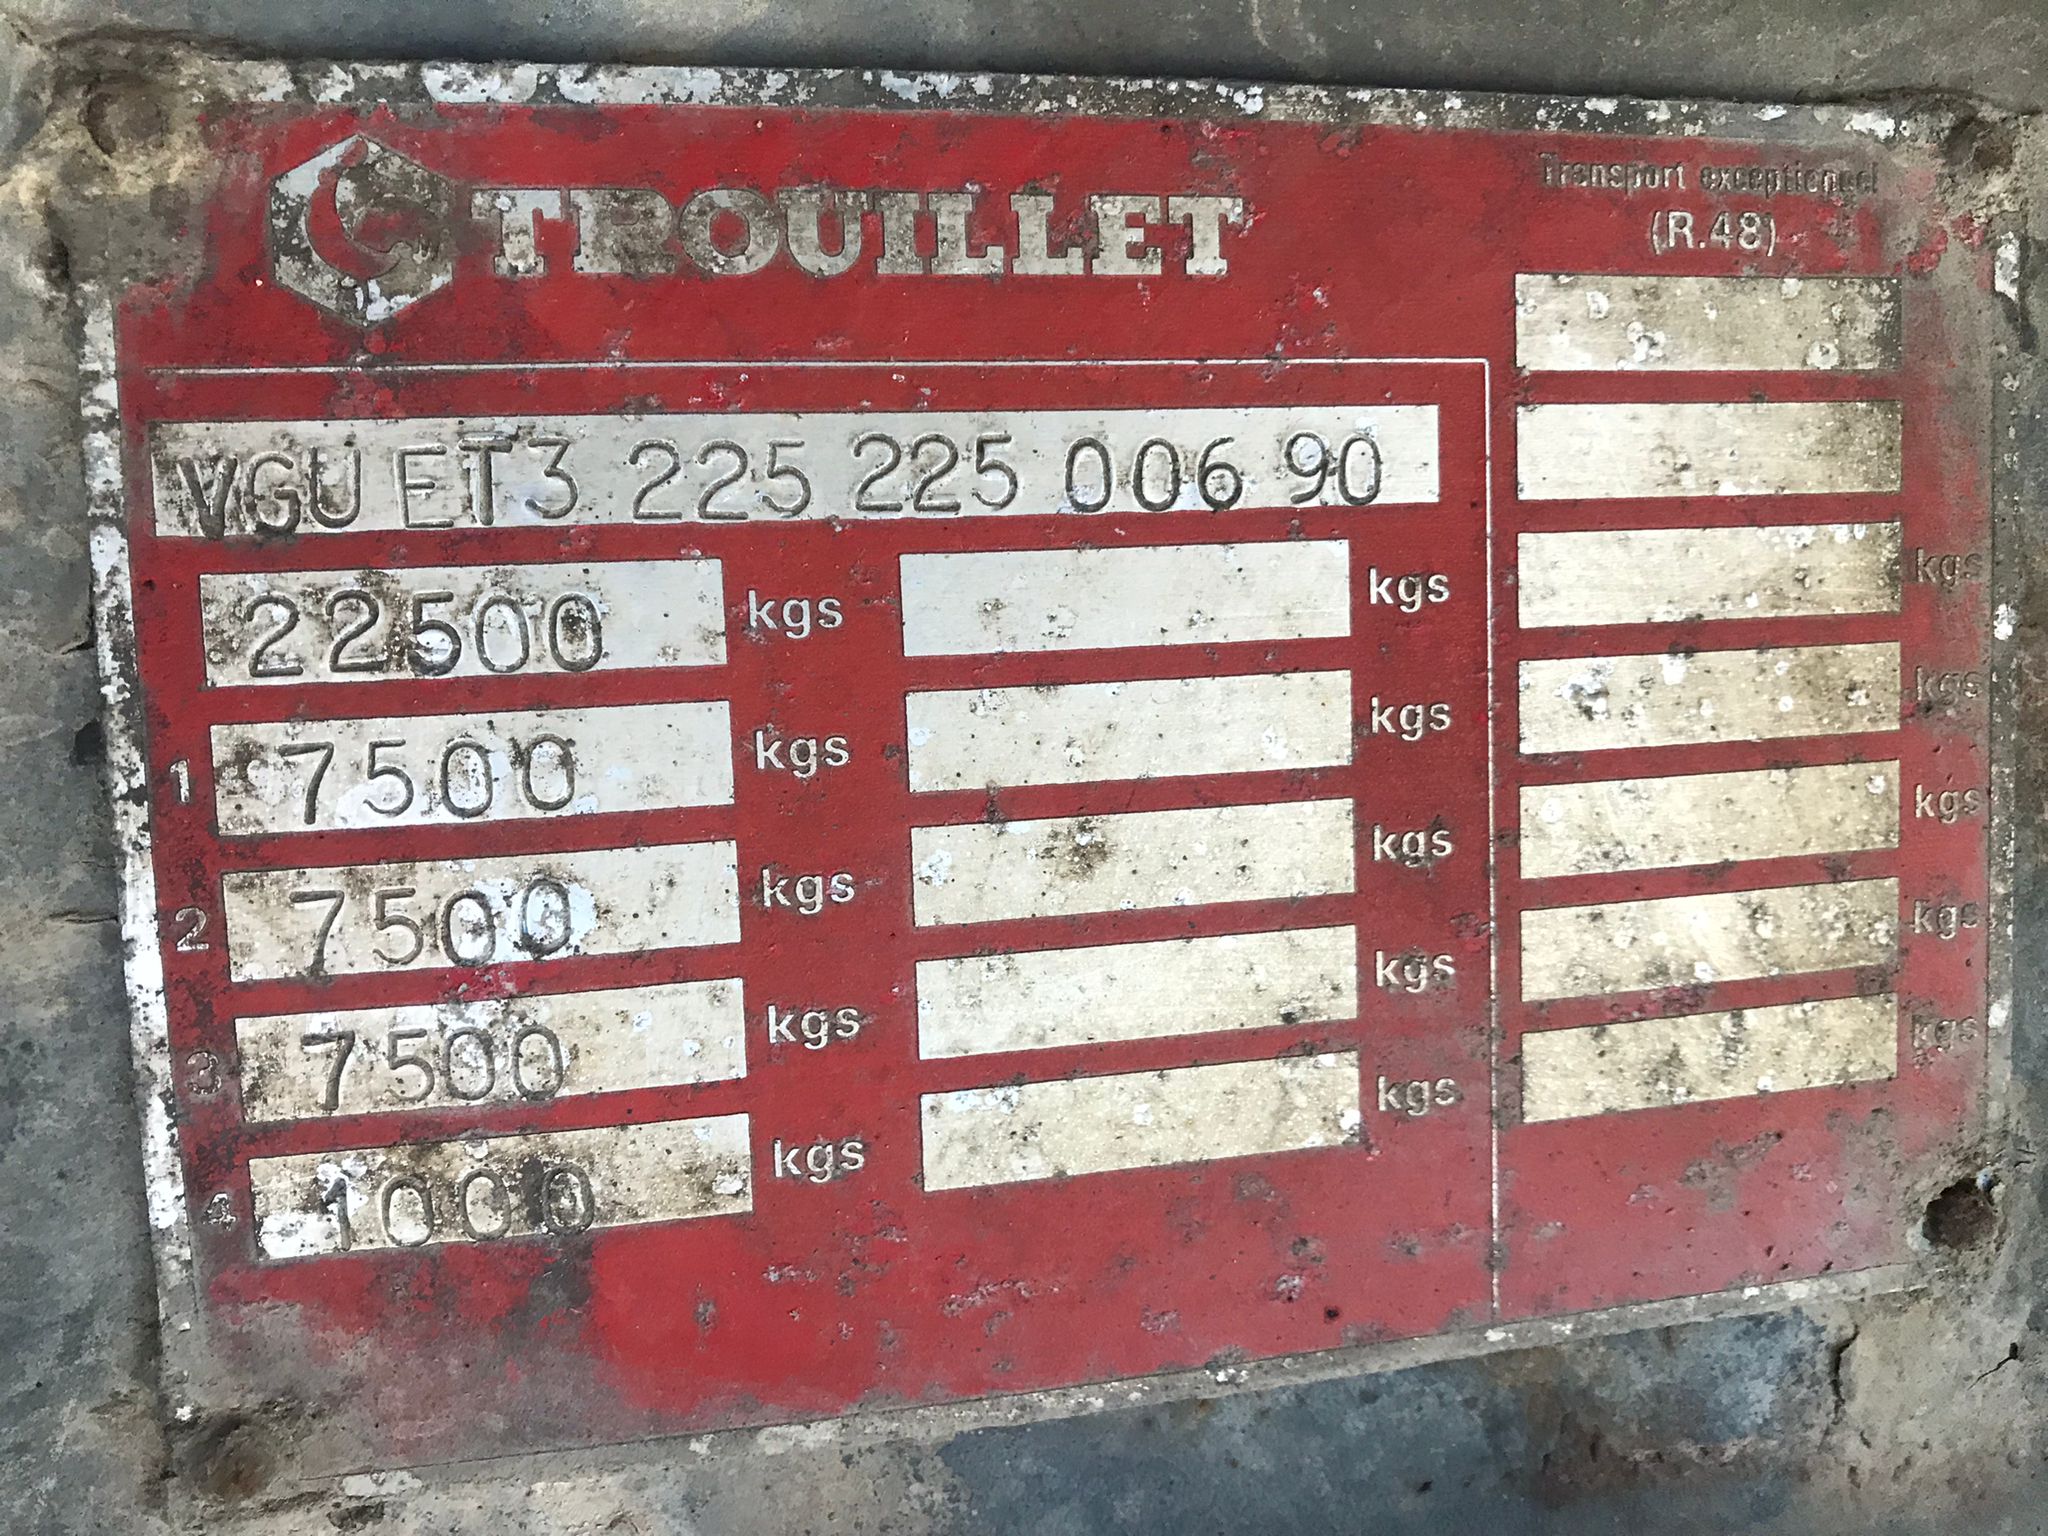 TROUILLET
Transport exceptionnel
(R.48)
VGU ET3 225 225 006 90
22500 kgs kgs kgs
1 7500 kgs kgs kgs
2 7500 kgs kgs kgs
3 7500 kgs kgs kgs
4 1000 kgs kgs kgs